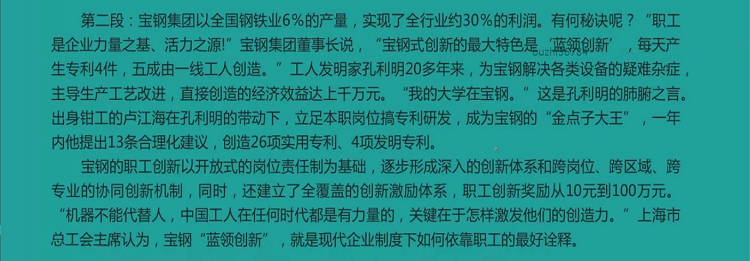 第二段：宝钢集团以全国钢铁业6%的产量，实现了全行业约30%的利润。有何秘诀呢？“职工
是企业力量之基、活力之源!”宝钢集团董事长说，“宝钢式创新的最大特色是‘蓝领创新’，每天产
生专利4件，五成由一线工人创造。”工人发明家孔利明20多年来，为宝钢解决各类设备的疑难杂症，
主导生产工艺改进，直接创造的经济效益达上千万元。“我的大学在宝钢。”这是孔利明的肺腑之言。
出身钳工的卢江海在孔利明的带动下，立足本职岗位搞专利研发，成为宝钢的“金点子大王”，一年
内他提出13条合理化建议，创造26项实用专利、4项发明专利。
宝钢的职工创新以开放式的岗位责任制为基础，逐步形成深入的创新体系和跨岗位、跨区域、跨
专业的协同创新机制，同时，还建立了全覆盖的创新激励体系，职工创新奖励从10元到100万元。
“机器不能代替人，中国工人在任何时代都是有力量的，关键在于怎样激发他们的创造力。”上海市
总工会主席认为，宝钢“蓝领创新”，就是现代企业制度下如何依靠职工的最好诠释。